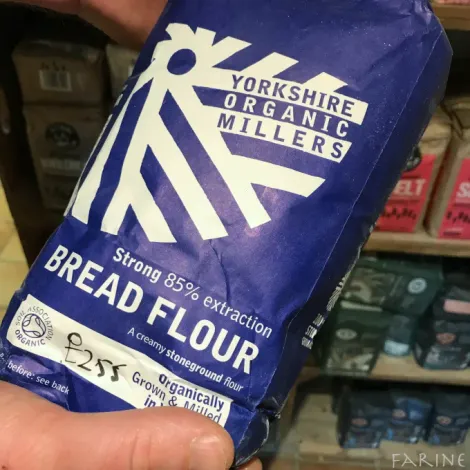 YORKSHIRE
ORGANIC
MILLERS
Strong 85% extraction
BREAD FLOUR
A creamy stoneground flour
SOIL ASSOCIATION
ORGANIC
£2.55
Organically
Grown & Milled
in
before: see back
FARINE